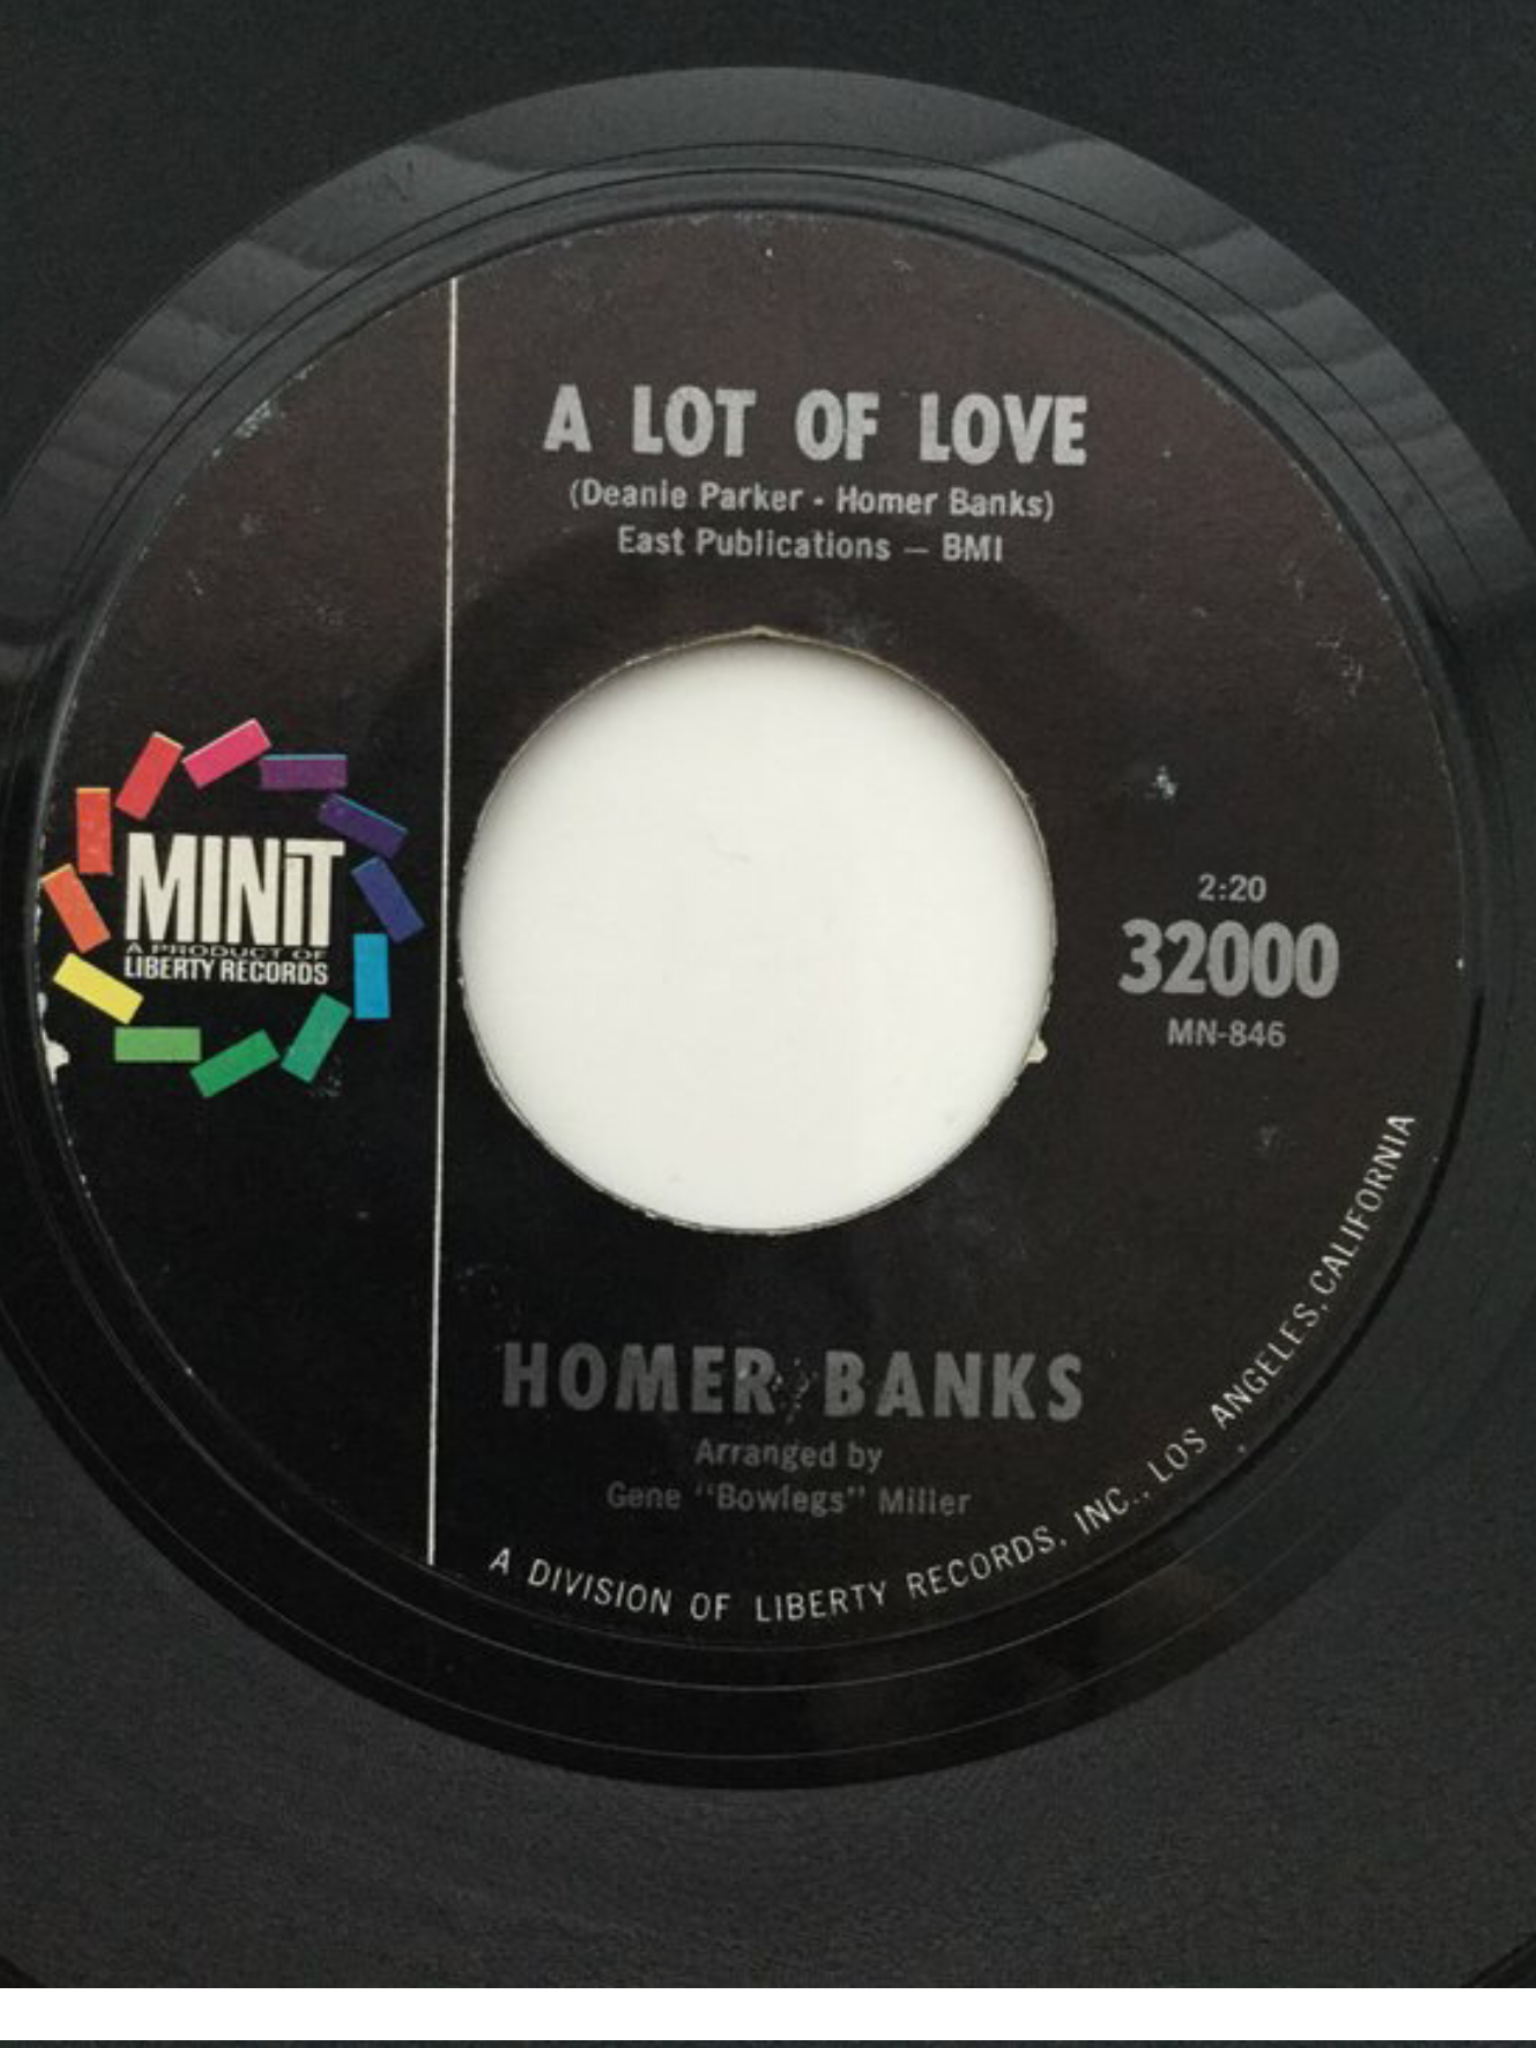 A LOT OF LOVE
(Deanie Parker - Homer Banks)
East Publications — BMI
MINIT
A PRODUCT OF
LIBERTY RECORDS
2:20
32000
MN-846
HOMER BANKS
Arranged by
Gene "Bowlegs" Miller
A DIVISION OF LIBERTY RECORDS, INC., LOS ANGELES, CALIFORNIA